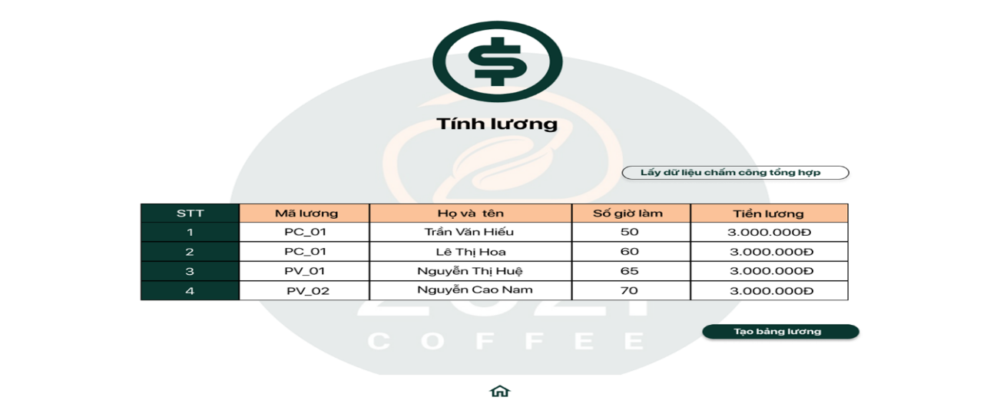 Tính lương
Lấy dữ liệu chấm công tổng hợp
STT Mã lương Họ và tên Số giờ làm Tiền lương
1 PC_01 Trần Văn Hiếu 50 3.000.000Đ
2 PC_01 Lê Thị Hoa 60 3.000.000Đ
3 PV_01 Nguyễn Thị Huệ 65 3.000.000Đ
4 PV_02 Nguyễn Cao Nam 70 3.000.000Đ
COFFEE
Tạo bảng lương